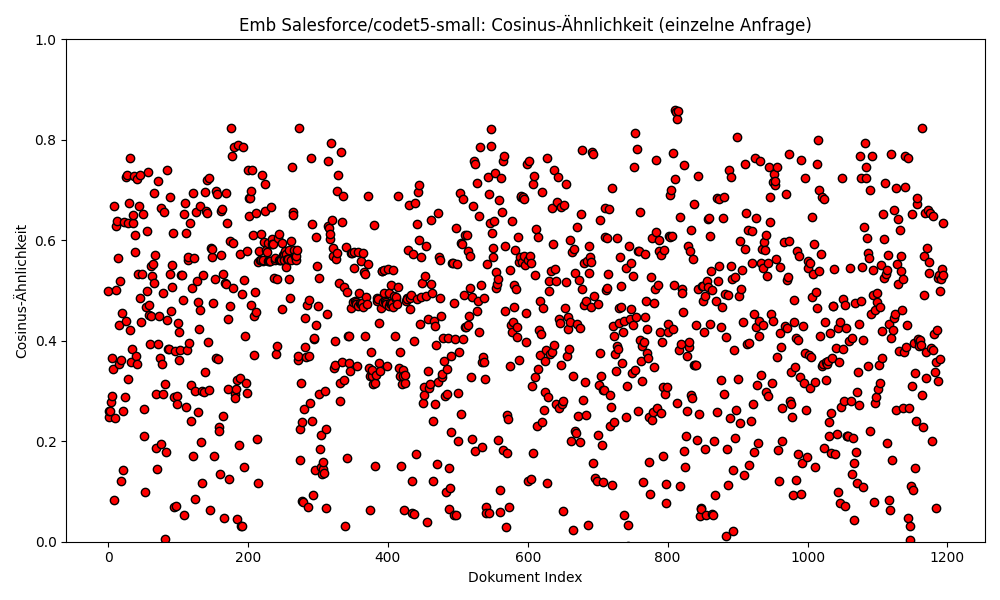 Emb Salesforce/codet5-small: Cosinus-Ähnlichkeit (einzelne Anfrage)
1.0
0.8
0.6
0.4
0.2
0.0
Cosinus-Ähnlichkeit
0 200 400 600 800 1000 1200
Dokument Index